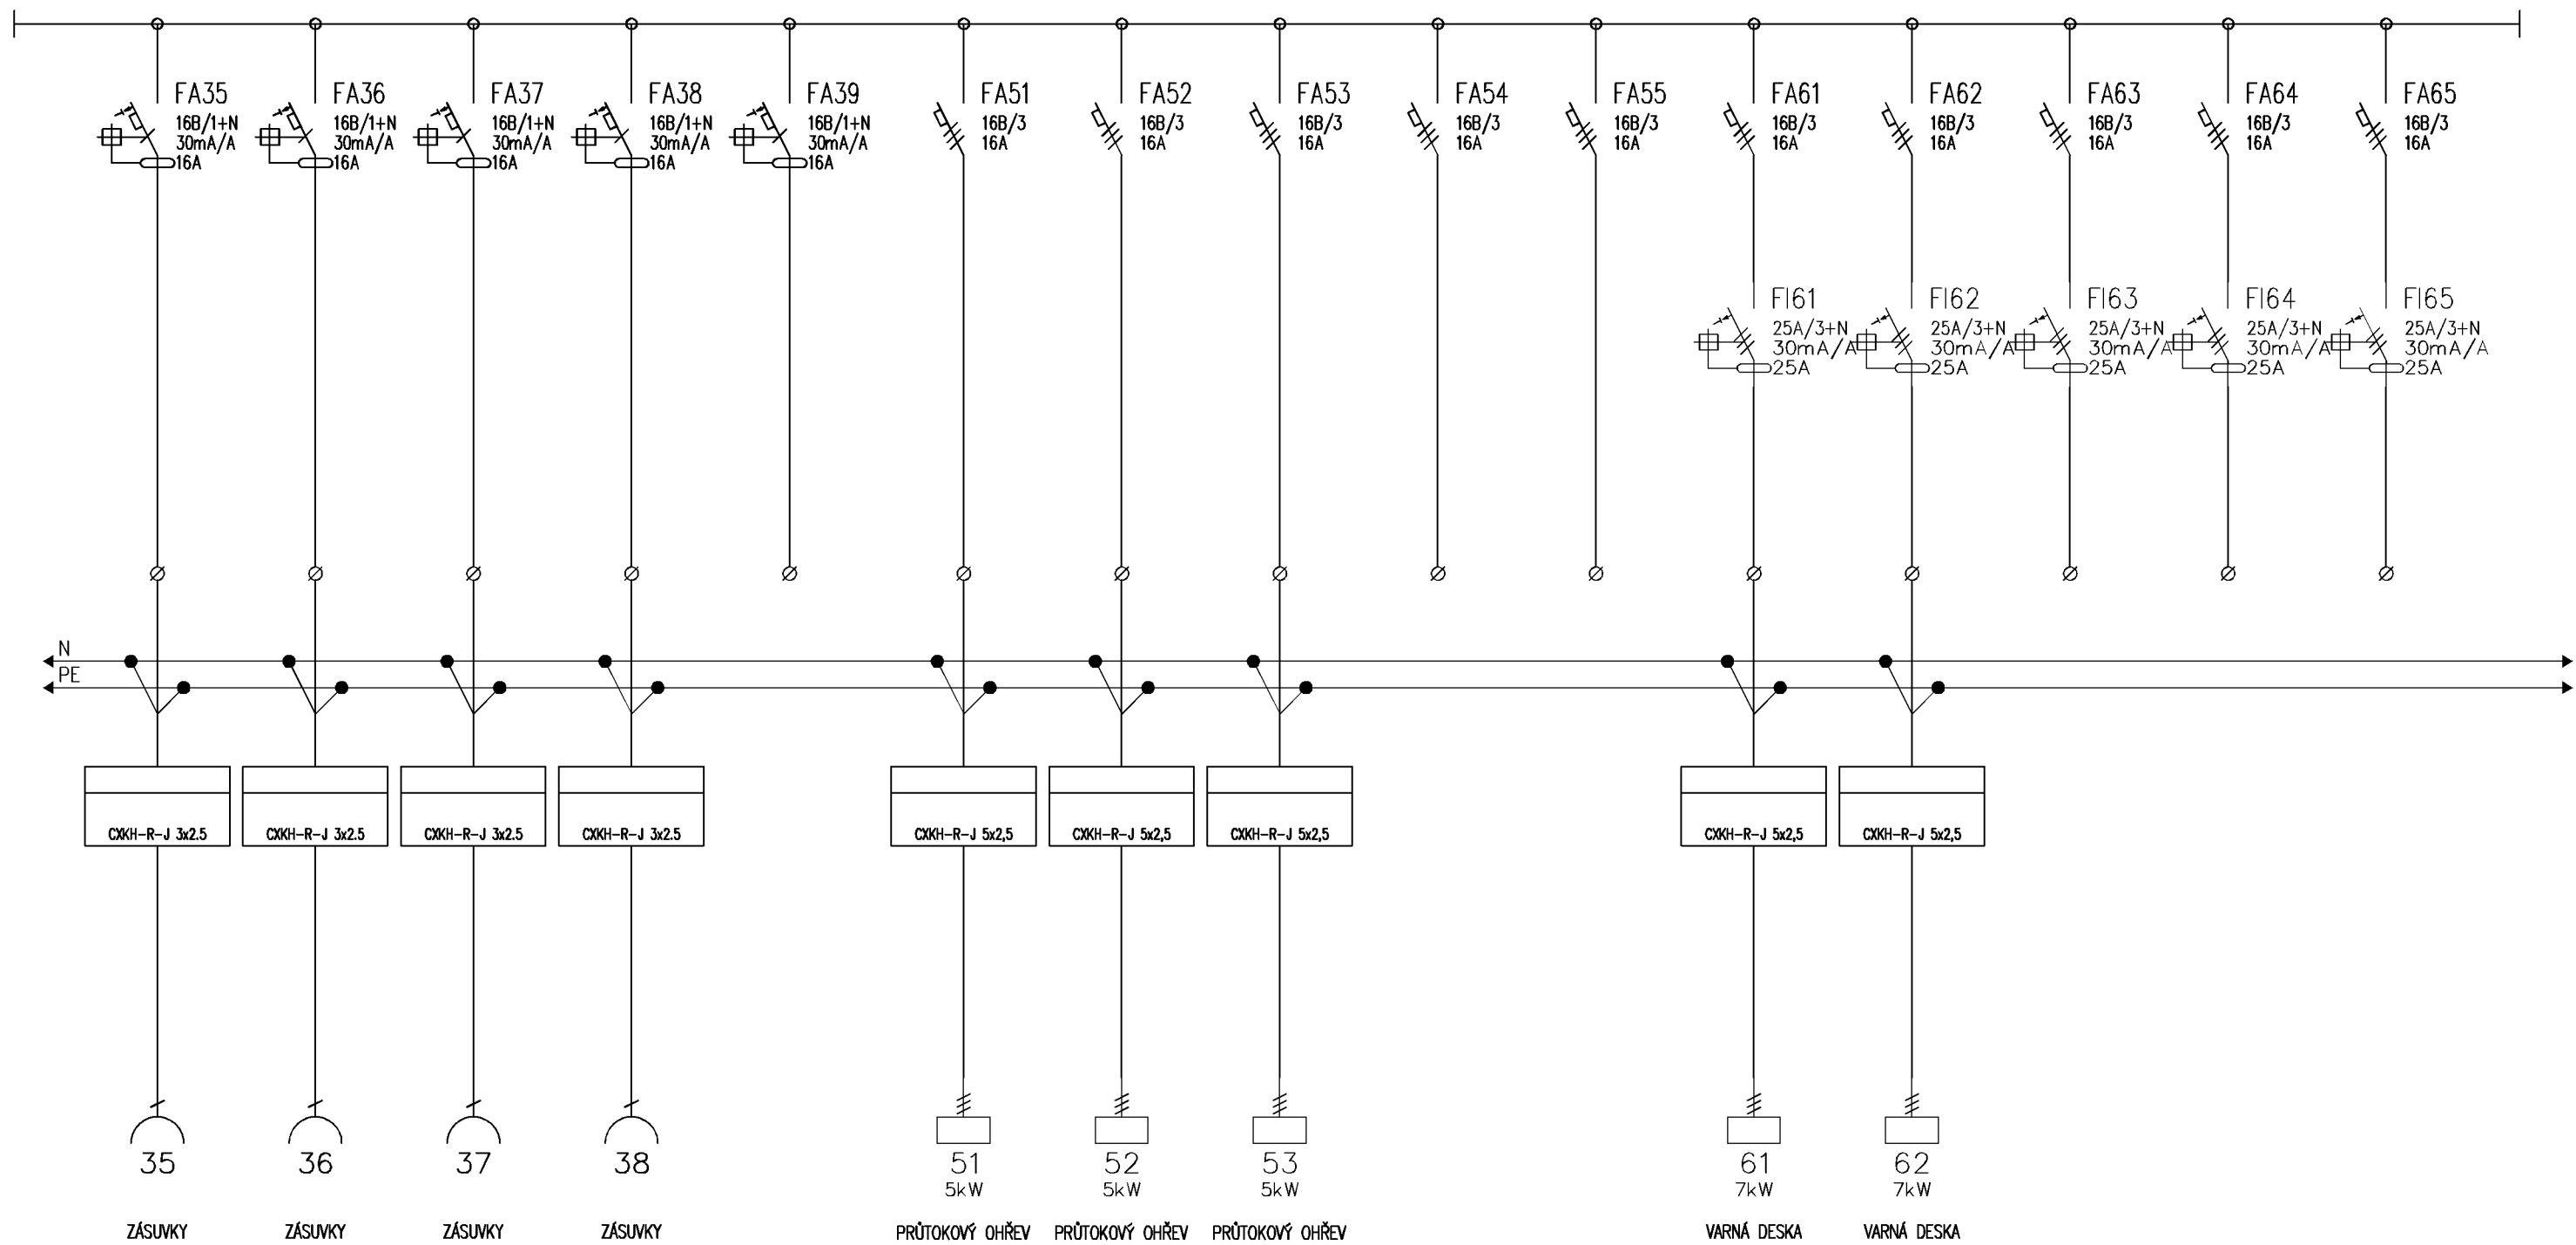 FA35
16B/1+N
30mA/A
16A
FA36
16B/1+N
30mA/A
16A
FA37
16B/1+N
30mA/A
16A
FA38
16B/1+N
30mA/A
16A
FA39
16B/1+N
30mA/A
16A
FA51
16B/3
16A
FA52
16B/3
16A
FA53
16B/3
16A
FA54
16B/3
16A
FA55
16B/3
16A
FA61
16B/3
16A
FA62
16B/3
16A
FA63
16B/3
16A
FA64
16B/3
16A
FA65
16B/3
16A
FI61
25A/3+N
30mA/A
25A
FI62
25A/3+N
30mA/A
25A
FI63
25A/3+N
30mA/A
25A
FI64
25A/3+N
30mA/A
25A
FI65
25A/3+N
30mA/A
25A
N
PE
CXKH-R-J 3x2.5
CXKH-R-J 3x2.5
CXKH-R-J 3x2.5
CXKH-R-J 3x2.5
CXKH-R-J 5x2,5
CXKH-R-J 5x2,5
CXKH-R-J 5x2,5
CXKH-R-J 5x2,5
CXKH-R-J 5x2,5
35
ZÁSUVKY
36
ZÁSUVKY
37
ZÁSUVKY
38
ZÁSUVKY
51
5kW
PRŮTOKOVÝ OHŘEV
52
5kW
PRŮTOKOVÝ OHŘEV
53
5kW
PRŮTOKOVÝ OHŘEV
61
7kW
VARNÁ DESKA
62
7kW
VARNÁ DESKA